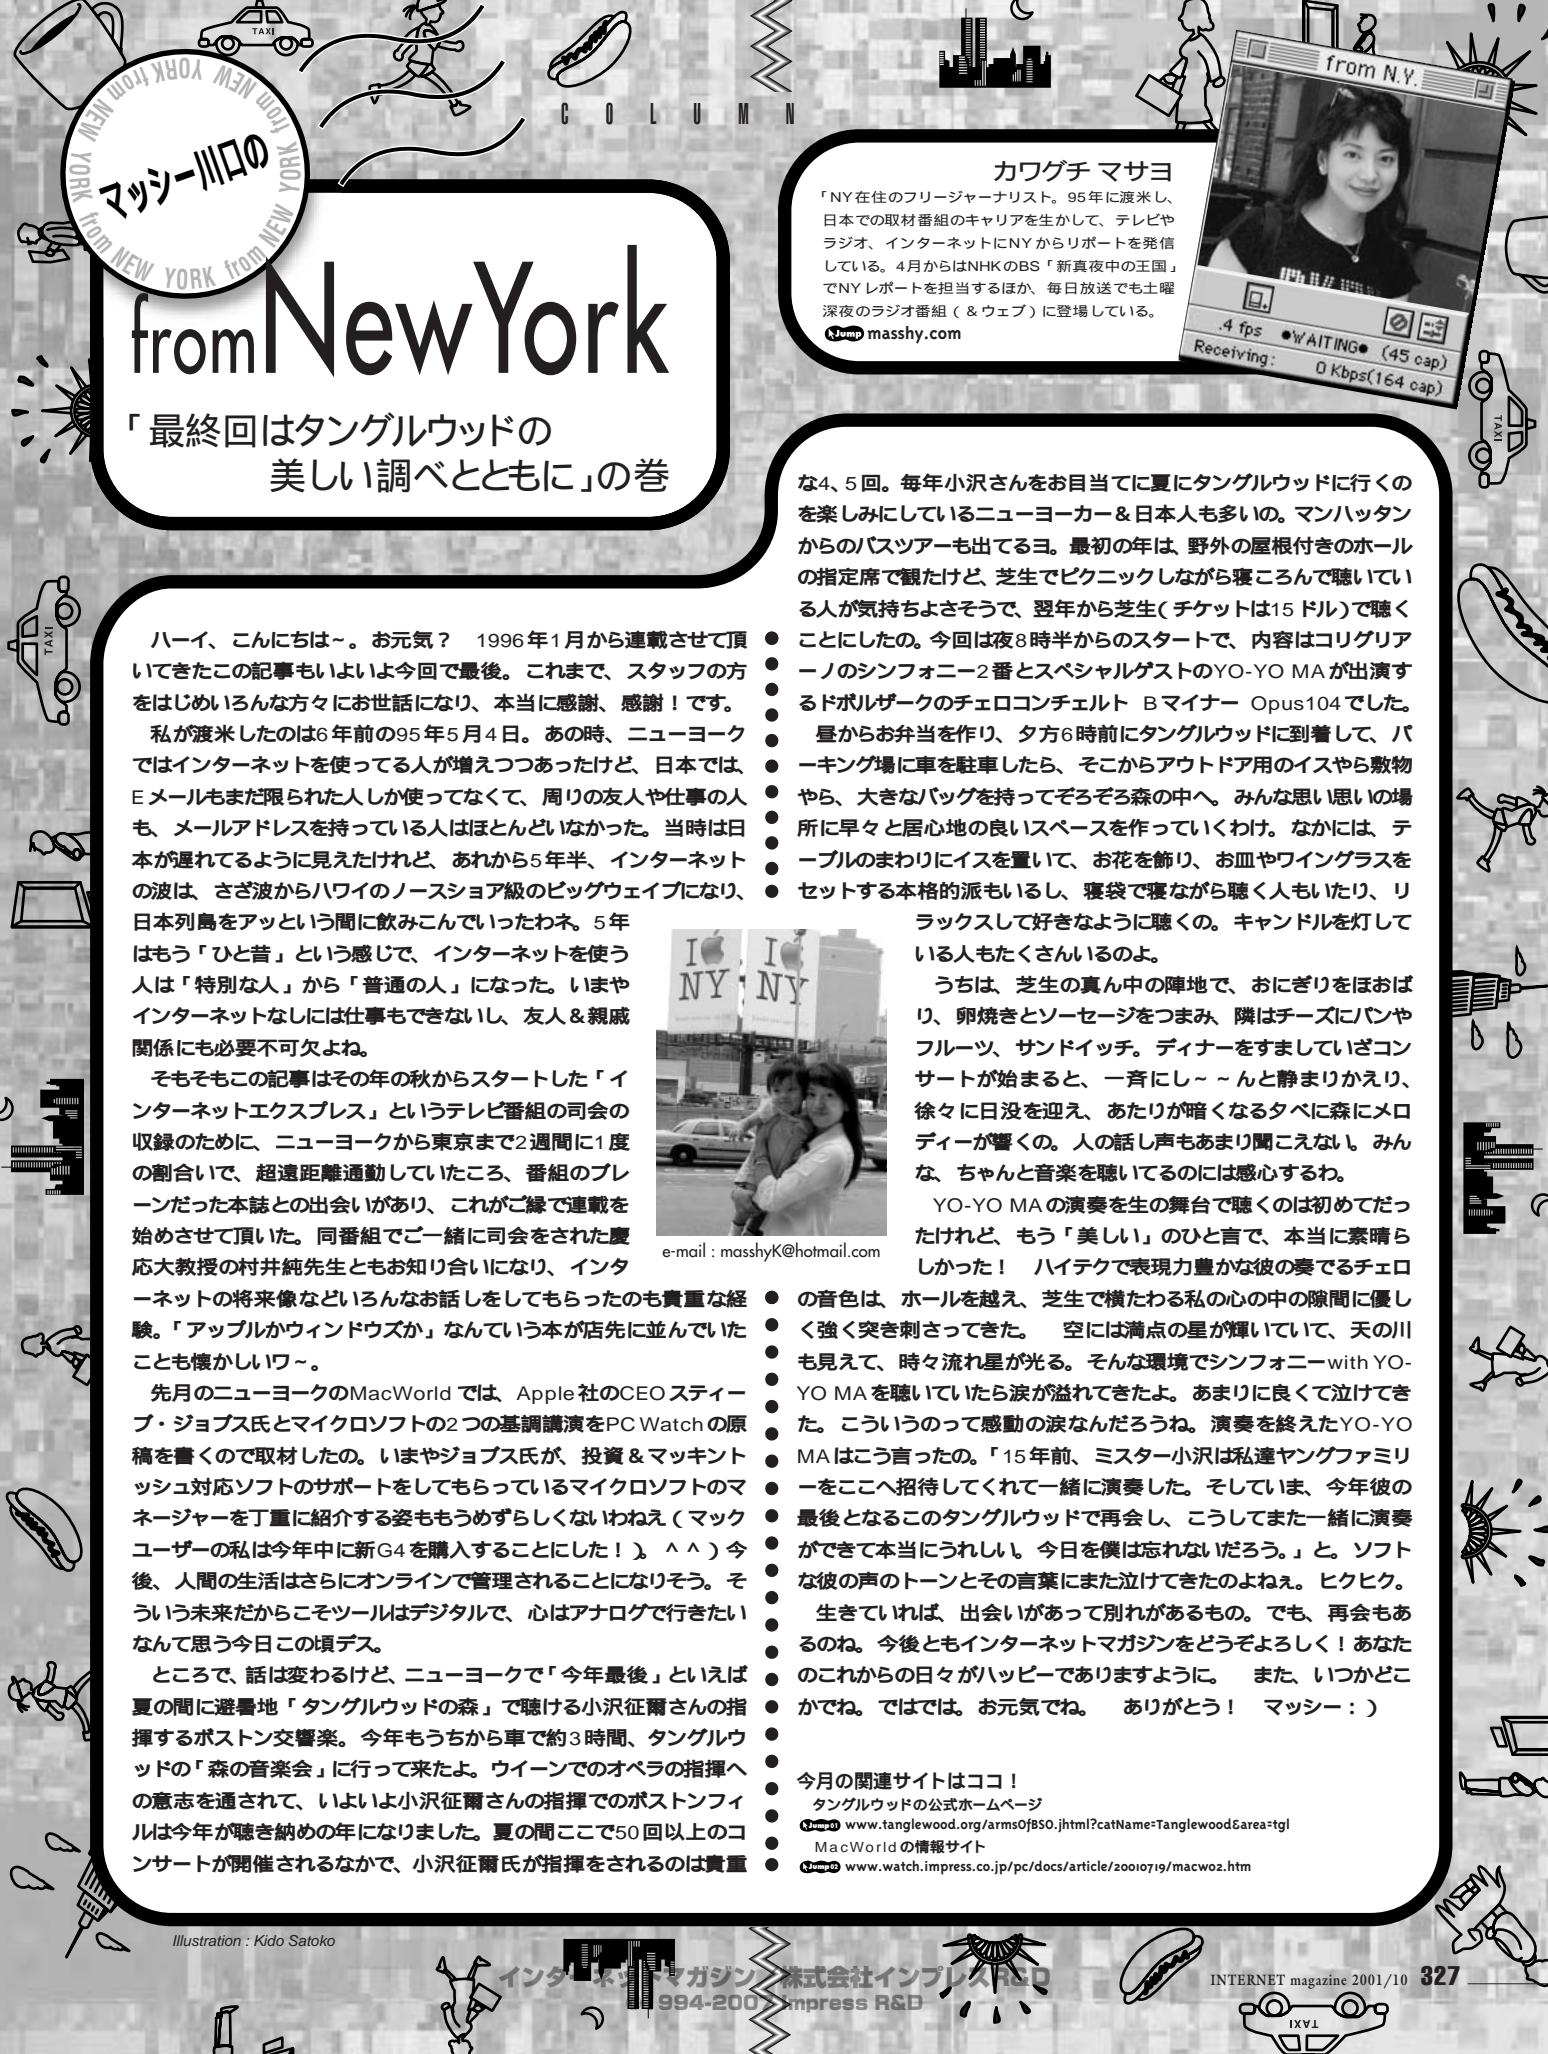 COLUMN
マッシー川口の
from NEW YORK from NEW YORK from NEW YORK from NEW YORK
from New York
「最終回はタングルウッドの
美しい調べとともに」の巻
カワグチ マサヨ
「NY在住のフリージャーナリスト。95年に渡米し、
日本での取材番組のキャリアを生かして、テレビや
ラジオ、インターネットにNYからリポートを発信
している。4月からはNHKのBS「新真夜中の王国」
でNYレポートを担当するほか、毎日放送でも土曜
深夜のラジオ番組(&ウェブ)に登場している。
Jump masshy.com
from N.Y.
.4 fps ●WAITING● (45 cap)
Receiving: 0 Kbps(164 cap)
ハーイ、こんにちは~。お元気? 1996年1月から連載させて頂
いてきたこの記事もいよいよ今回で最後。これまで、スタッフの方
をはじめいろんな方々にお世話になり、本当に感謝、感謝!です。
私が渡米したのは6年前の95年5月4日。あの時、ニューヨーク
ではインターネットを使ってる人が増えつつあったけど、日本では、
Eメールもまだ限られた人しか使ってなくて、周りの友人や仕事の人
も、メールアドレスを持っている人はほとんどいなかった。当時は日
本が遅れてるように見えたけれど、あれから5年半、インターネット
の波は、さざ波からハワイのノースショア級のビッグウェイブになり、
日本列島をアッという間に飲みこんでいったわネ。5年
はもう「ひと昔」という感じで、インターネットを使う
人は「特別な人」から「普通の人」になった。いまや
インターネットなしには仕事もできないし、友人&親戚
関係にも必要不可欠よね。
そもそもこの記事はその年の秋からスタートした「イ
ンターネットエクスプレス」というテレビ番組の司会の
収録のために、ニューヨークから東京まで2週間に1度
の割合いで、超遠距離通勤していたころ、番組のブレ
ーンだった本誌との出会いがあり、これがご縁で連載を
始めさせて頂いた。同番組でご一緒に司会をされた慶
応大教授の村井純先生ともお知り合いになり、インタ
ーネットの将来像などいろんなお話しをしてもらったのも貴重な経
験。「アップルかウィンドウズか」なんていう本が店先に並んでいた
ことも懐かしいワ~。
先月のニューヨークのMacWorldでは、Apple社のCEOスティー
ブ・ジョブス氏とマイクロソフトの2つの基調講演をPC Watchの原
稿を書くので取材したの。いまやジョブス氏が、投資&マッキント
ッシュ対応ソフトのサポートをしてもらっているマイクロソフトのマ
ネージャーを丁重に紹介する姿ももうめずらしくないわねえ(マック
ユーザーの私は今年中に新G4を購入することにした!)。^^)今
後、人間の生活はさらにオンラインで管理されることになりそう。そ
ういう未来だからこそツールはデジタルで、心はアナログで行きたい
なんて思う今日この頃デス。
ところで、話は変わるけど、ニューヨークで「今年最後」といえば
夏の間に避暑地「タングルウッドの森」で聴ける小沢征爾さんの指
揮するボストン交響楽。今年もうちから車で約3時間、タングルウ
ッドの「森の音楽会」に行って来たよ。ウイーンでのオペラの指揮へ
の意志を通されて、いよいよ小沢征爾さんの指揮でのボストンフィ
ルは今年が聴き納めの年になりました。夏の間ここで50回以上のコ
ンサートが開催されるなかで、小沢征爾氏が指揮をされるのは貴重
I NY
I NY
e-mail : masshyK@hotmail.com
な4、5回。毎年小沢さんをお目当てに夏にタングルウッドに行くの
を楽しみにしているニューヨーカー&日本人も多いの。マンハッタン
からのバスツアーも出てるヨ。最初の年は、野外の屋根付きのホール
の指定席で観たけど、芝生でピクニックしながら寝ころんで聴いてい
る人が気持ちよさそうで、翌年から芝生(チケットは15ドル)で聴く
ことにしたの。今回は夜8時半からのスタートで、内容はコリグリア
ーノのシンフォニー2番とスペシャルゲストのYO-YO MAが出演す
るドボルザークのチェロコンチェルト Bマイナー Opus104でした。
昼からお弁当を作り、夕方6時前にタングルウッドに到着して、パ
ーキング場に車を駐車したら、そこからアウトドア用のイスやら敷物
やら、大きなバッグを持ってぞろぞろ森の中へ。みんな思い思いの場
所に早々と居心地の良いスペースを作っていくわけ。なかには、テ
ーブルのまわりにイスを置いて、お花を飾り、お皿やワイングラスを
セットする本格的派もいるし、寝袋で寝ながら聴く人もいたり、リ
ラックスして好きなように聴くの。キャンドルを灯して
いる人もたくさんいるのよ。
うちは、芝生の真ん中の陣地で、おにぎりをほおば
り、卵焼きとソーセージをつまみ、隣はチーズにパンや
フルーツ、サンドイッチ。ディナーをすましていざコン
サートが始まると、一斉にし~~んと静まりかえり、
徐々に日没を迎え、あたりが暗くなる夕べに森にメロ
ディーが響くの。人の話し声もあまり聞こえない。みん
な、ちゃんと音楽を聴いてるのには感心するわ。
YO-YO MAの演奏を生の舞台で聴くのは初めてだっ
たけれど、もう「美しい」のひと言で、本当に素晴ら
しかった! ハイテクで表現力豊かな彼の奏でるチェロ
の音色は、ホールを越え、芝生で横たわる私の心の中の隙間に優し
く強く突き刺さってきた。 空には満点の星が輝いていて、天の川
も見えて、時々流れ星が光る。そんな環境でシンフォニーwith YO-
YO MAを聴いていたら涙が溢れてきたよ。あまりに良くて泣けてき
た。こういうのって感動の涙なんだろうね。演奏を終えたYO-YO
MAはこう言ったの。「15年前、ミスター小沢は私達ヤングファミリ
ーをここへ招待してくれて一緒に演奏した。そしていま、今年彼の
最後となるこのタングルウッドで再会し、こうしてまた一緒に演奏
ができて本当にうれしい。今日を僕は忘れないだろう。」と。ソフト
な彼の声のトーンとその言葉にまた泣けてきたのよねぇ。ヒクヒク。
生きていれば、出会いがあって別れがあるもの。でも、再会もあ
るのね。今後ともインターネットマガジンをどうぞよろしく!あなた
のこれからの日々がハッピーでありますように。 また、いつかどこ
かでね。ではでは。お元気でね。 ありがとう! マッシー:)
今月の関連サイトはココ!
タングルウッドの公式ホームページ
Jump01 www.tanglewood.org/armsOfBSO.jhtml?catName=Tanglewood&area=tgl
MacWorldの情報サイト
Jump02 www.watch.impress.co.jp/pc/docs/article/20010719/macw02.htm
Illustration : Kido Satoko
INTERNET magazine 2001/10 327
TAXI
TAXI
TAXI
TAXI